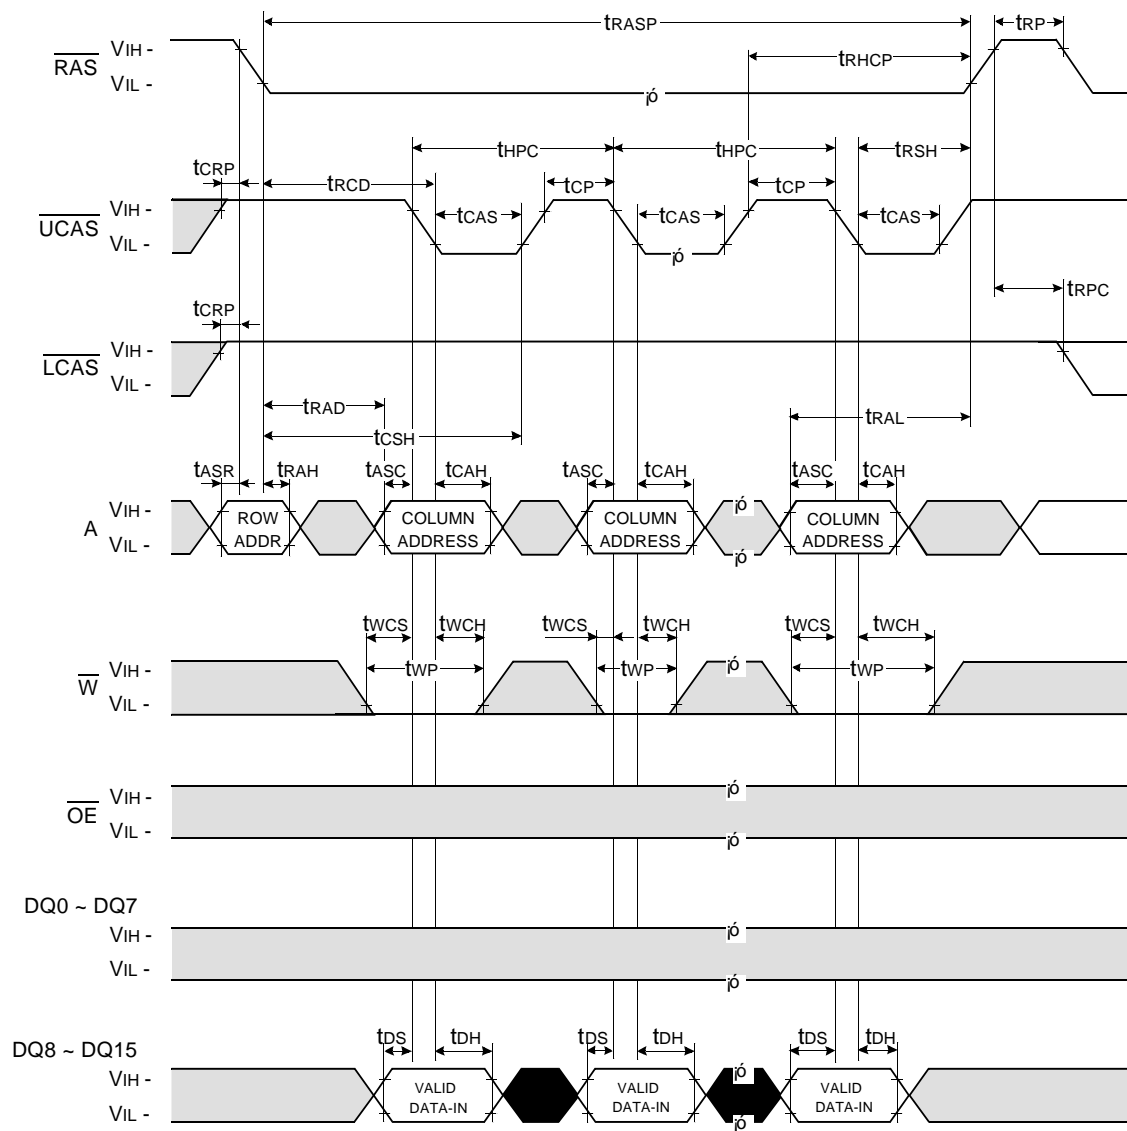 tRASP
tRP
RAS
VIH -
VIL -
tRHCP
¡ó
tCRP
tHPC
tHPC
tRSH
tRCD
tCP
tCP
UCAS
VIH -
VIL -
tCAS
tCAS
tCAS
¡ó
tCRP
tRPC
LCAS
VIH -
VIL -
tRAD
tRAL
tCSH
tASR
tRAH
tASC
tCAH
tASC
tCAH
tASC
tCAH
A
VIH -
VIL -
ROW
ADDR
COLUMN
ADDRESS
COLUMN
ADDRESS
¡ó
¡ó
COLUMN
ADDRESS
tWCS
tWCH
tWCS
tWCH
tWCS
tWCH
W
VIH -
VIL -
tWP
tWP
¡ó
tWP
OE
VIH -
VIL -
¡ó
¡ó
DQ0 ~ DQ7
VIH -
VIL -
¡ó
¡ó
DQ8 ~ DQ15
tDS
tDH
tDS
tDH
tDS
tDH
VIH -
VIL -
VALID
DATA-IN
VALID
DATA-IN
¡ó
¡ó
VALID
DATA-IN